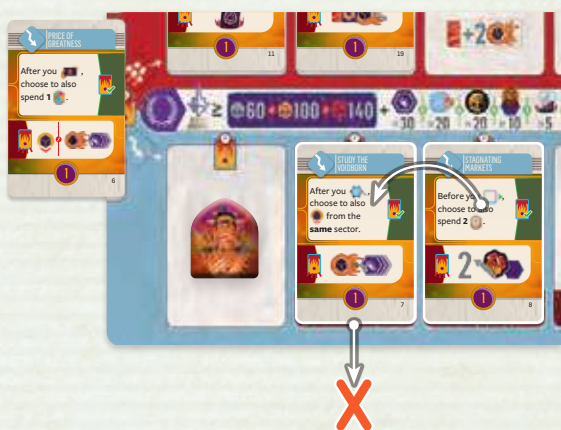 PRICE OF
GREATNESS
After you ,
choose to also
spend 1 .
1
6
1
11
1
19
+2
≥ 60 + 100 + 140 + 30 20 20 10 5
STUDY THE
VOIDBORN
After you ,
choose to also
from the
same sector.
1
7
STAGNATING
MARKETS
Before you ,
choose to also
spend 2 .
2
1
8
X